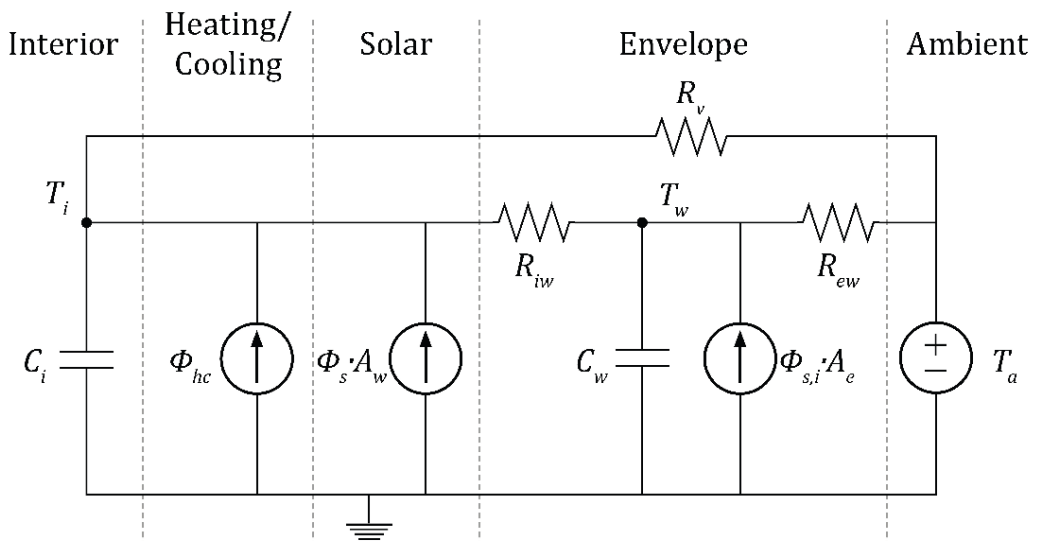 Interior
Heating/
Cooling
Solar
Envelope
Ambient
R_v
T_i
T_w
R_iw
R_ew
C_i
Φ_hc
Φ_s·A_w
C_w
Φ_s,i·A_e
+
−
T_a